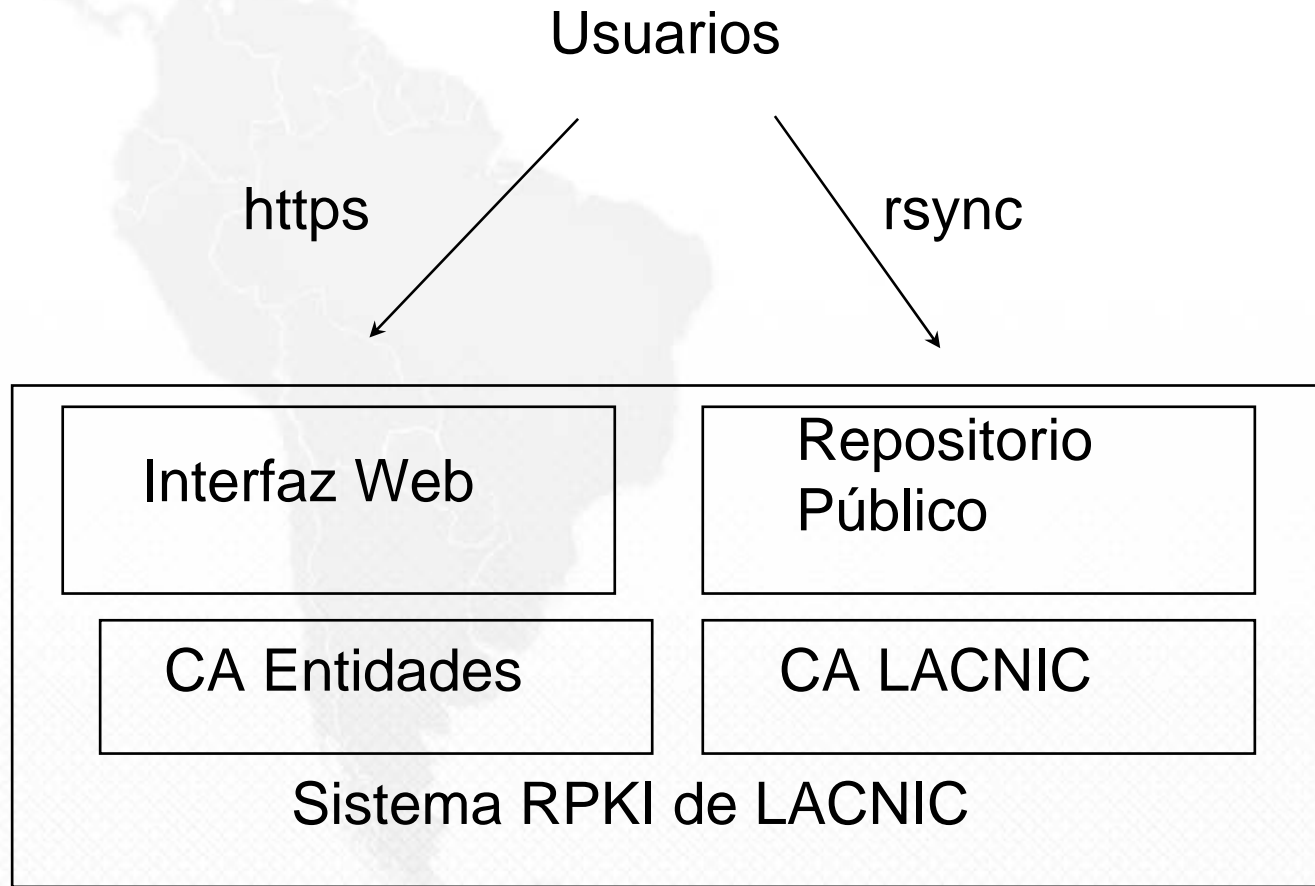 Usuarios
https
rsync
Interfaz Web
Repositorio
Público
CA Entidades
CA LACNIC
Sistema RPKI de LACNIC